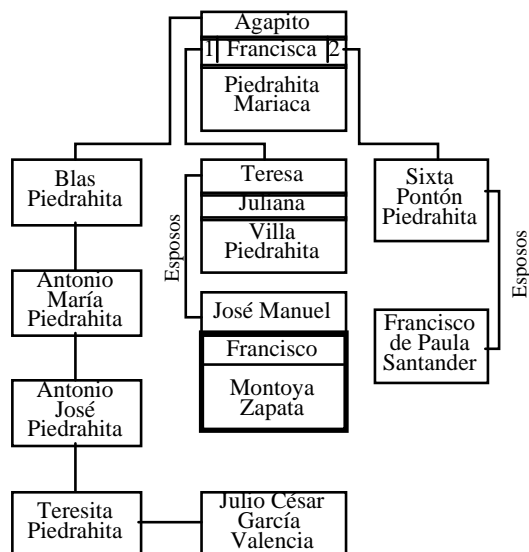 Agapito
1 Francisca 2
Piedrahita
Mariaca
Blas
Piedrahita
Teresa
Juliana
Villa
Piedrahita
Sixta
Pontón
Piedrahita
Esposos
Esposos
Antonio
María
Piedrahita
José Manuel
Francisco
Montoya
Zapata
Francisco
de Paula
Santander
Antonio
José
Piedrahita
Teresita
Piedrahita
Julio César
García
Valencia